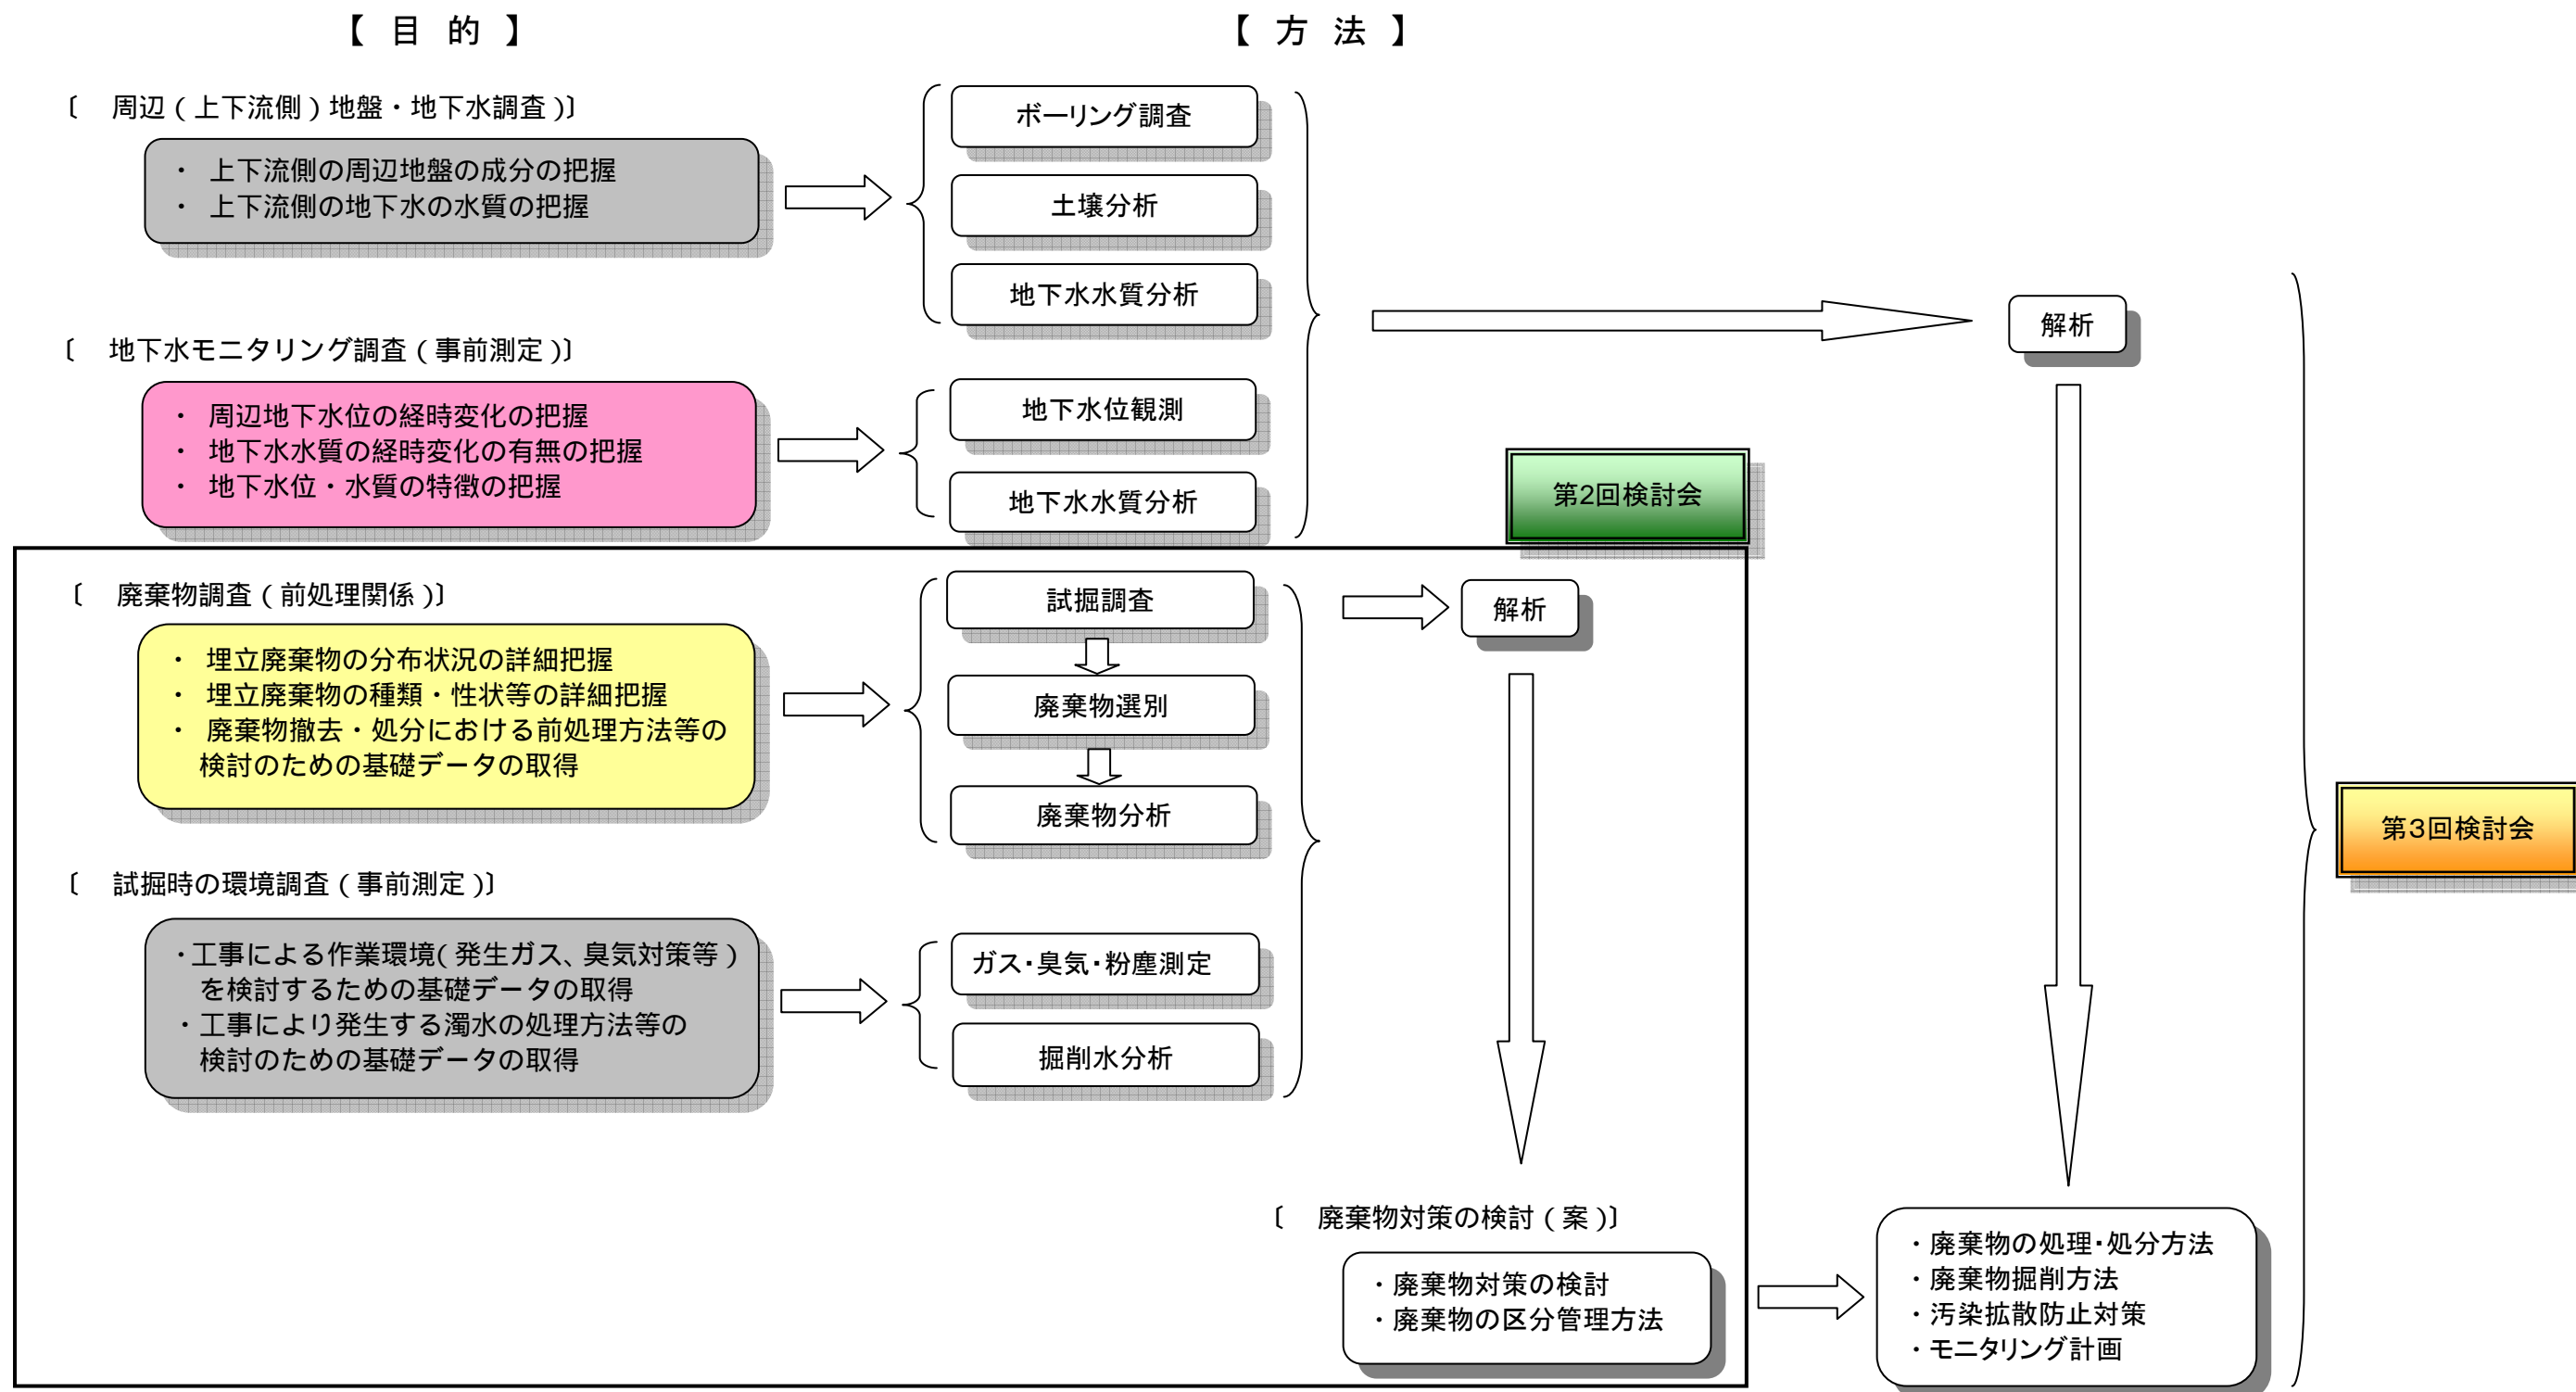 【 目 的 】
【 方 法 】
〔 周辺(上下流側)地盤・地下水調査)〕
・ 上下流側の周辺地盤の成分の把握
・ 上下流側の地下水の水質の把握
ボーリング調査
土壌分析
地下水水質分析
解析
〔 地下水モニタリング調査(事前測定)〕
・ 周辺地下水位の経時変化の把握
・ 地下水水質の経時変化の有無の把握
・ 地下水位・水質の特徴の把握
地下水位観測
地下水水質分析
第2回検討会
〔 廃棄物調査(前処理関係)〕
・ 埋立廃棄物の分布状況の詳細把握
・ 埋立廃棄物の種類・性状等の詳細把握
・ 廃棄物撤去・処分における前処理方法等の
検討のための基礎データの取得
試掘調査
廃棄物選別
廃棄物分析
解析
第3回検討会
〔 試掘時の環境調査(事前測定)〕
・工事による作業環境(発生ガス、臭気対策等)
を検討するための基礎データの取得
・工事により発生する濁水の処理方法等の
検討のための基礎データの取得
ガス・臭気・粉塵測定
掘削水分析
〔 廃棄物対策の検討(案)〕
・廃棄物対策の検討
・廃棄物の区分管理方法
・廃棄物の処理・処分方法
・廃棄物掘削方法
・汚染拡散防止対策
・モニタリング計画